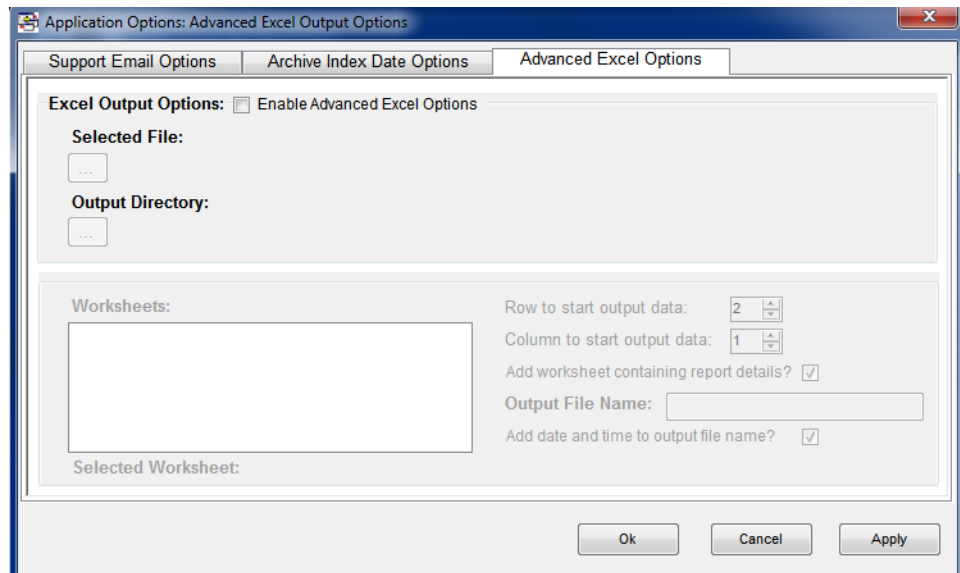 Application Options: Advanced Excel Output Options
x
Support Email Options
Archive Index Date Options
Advanced Excel Options
Excel Output Options: Enable Advanced Excel Options
Selected File:
...
Output Directory:
...
Worksheets:
Row to start output data: 2
Column to start output data: 1
Add worksheet containing report details?
Output File Name:
Add date and time to output file name?
Selected Worksheet:
Ok
Cancel
Apply